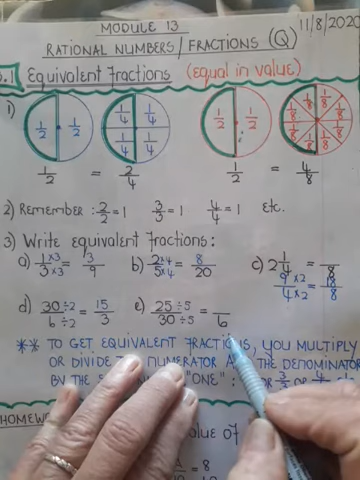 MODULE 13
11/8/2020
RATIONAL NUMBERS/FRACTIONS (Q)
.1 Equivalent Fractions (equal in value)
1) 1/2 1/2 1/4 1/4 1/4 1/4 1/2 1/2 1/8 1/8 1/8 1/8 1/8 1/8 1/8 1/8
1/2 = 2/4 1/2 = 4/8
2) Remember : 2/2 = 1 3/3 = 1 4/4 = 1 Etc.
3) Write equivalent fractions:
a) 1×3/3×3 = 3/9 b) 2×4/5×4 = 8/20 c) 2 1/4 = /8
9×2/4×2 = 18/8
d) 30÷2/6÷2 = 15/3 e) 25÷5/30÷5 = /6
** TO GET EQUIVALENT FRACTIONS, YOU MULTIPLY
OR DIVIDE THE NUMERATOR AND THE DENOMINATOR
BY THE "ONE" : OR 3/3 OR
HOMEW
value of
= 8